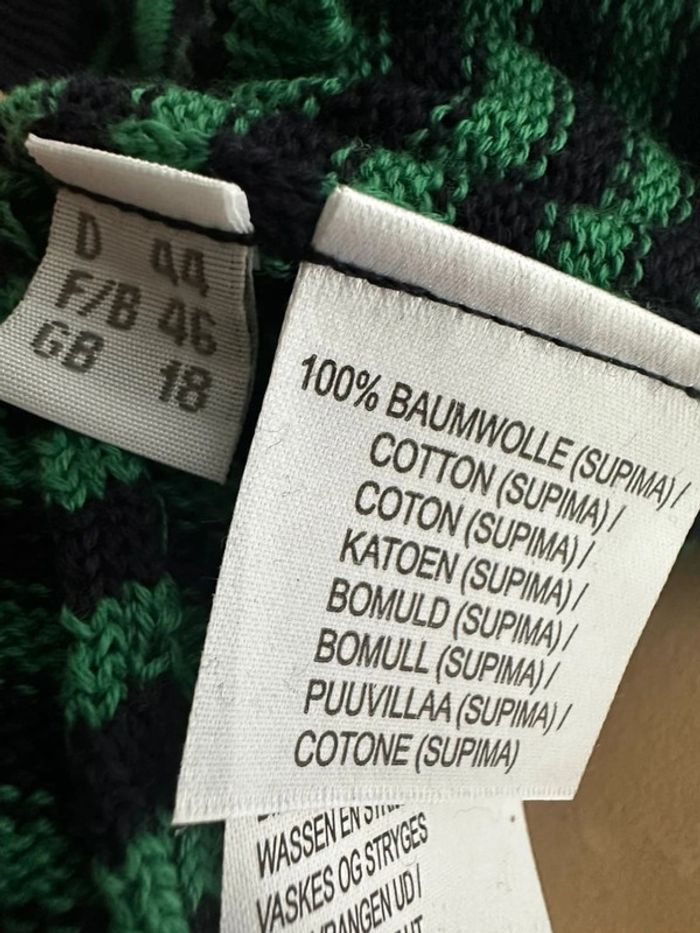 D 44
F/B 46
GB 18
100% BAUMWOLLE (SUPIMA) /
COTTON (SUPIMA) /
COTON (SUPIMA) /
KATOEN (SUPIMA) /
BOMULD (SUPIMA) /
BOMULL (SUPIMA) /
PUUVILLAA (SUPIMA) /
COTONE (SUPIMA)
WASSEN EN
VASKES OG STRYGES
UD /